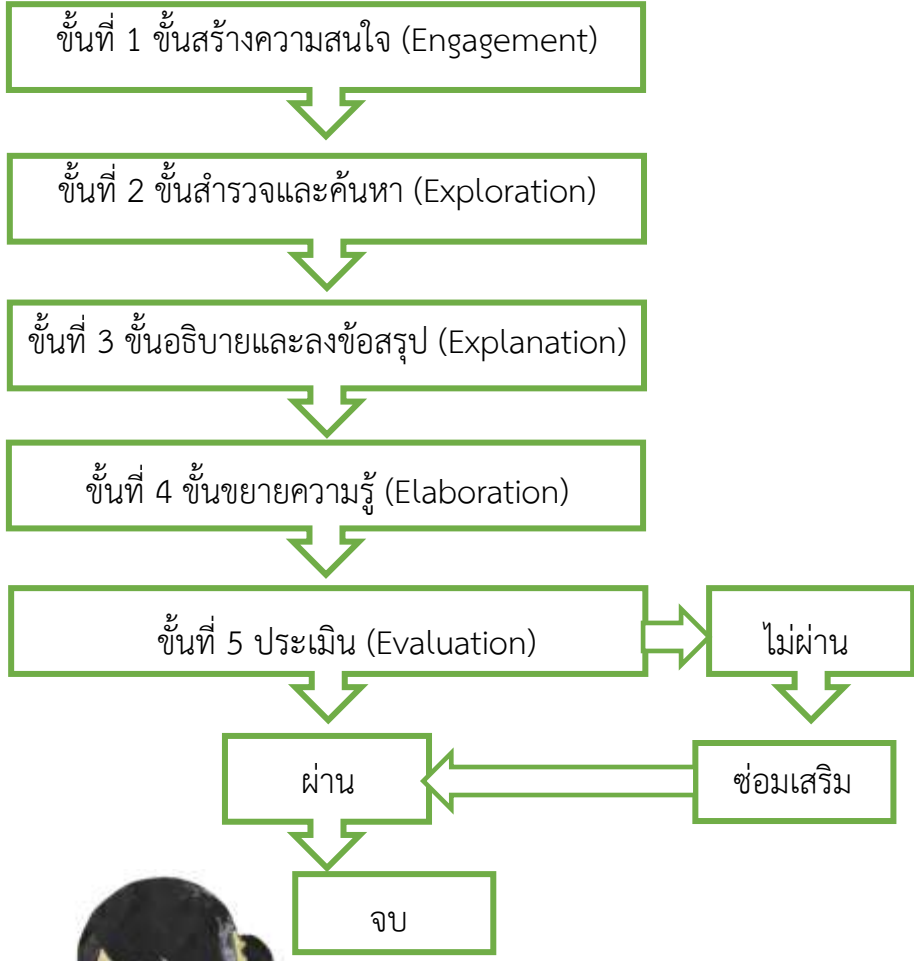 ขั้นที่ 1 ขั้นสร้างความสนใจ (Engagement)
ขั้นที่ 2 ขั้นสำรวจและค้นหา (Exploration)
ขั้นที่ 3 ขั้นอธิบายและลงข้อสรุป (Explanation)
ขั้นที่ 4 ขั้นขยายความรู้ (Elaboration)
ขั้นที่ 5 ประเมิน (Evaluation)
ไม่ผ่าน
ผ่าน
ซ่อมเสริม
จบ